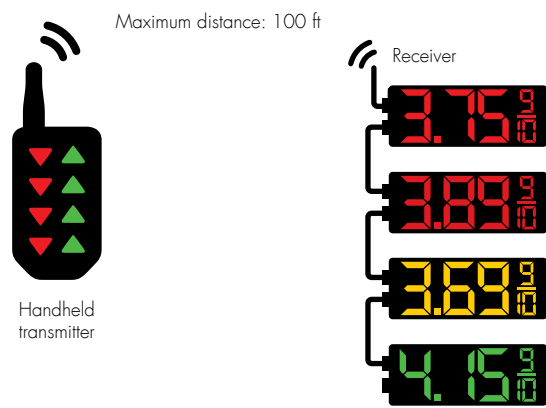 Maximum distance: 100 ft
Receiver
3.75 9/10
3.89 9/10
3.69 9/10
4.15 9/10
Handheld
transmitter